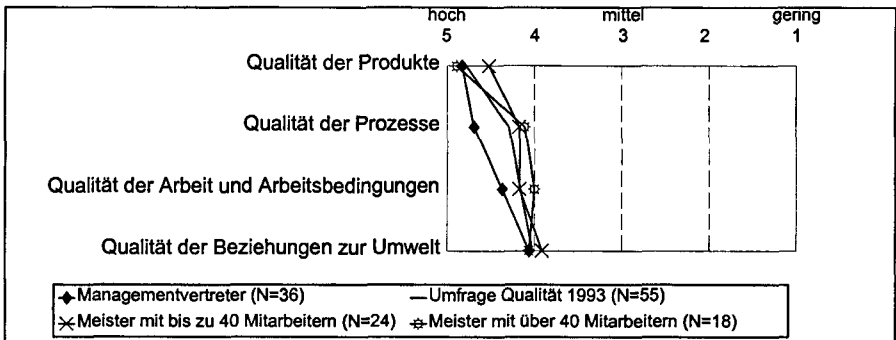 hoch mittel gering
5 4 3 2 1
Qualität der Produkte
Qualität der Prozesse
Qualität der Arbeit und Arbeitsbedingungen
Qualität der Beziehungen zur Umwelt
Managementvertreter (N=36) Umfrage Qualität 1993 (N=55)
Meister mit bis zu 40 Mitarbeitern (N=24) Meister mit über 40 Mitarbeitern (N=18)